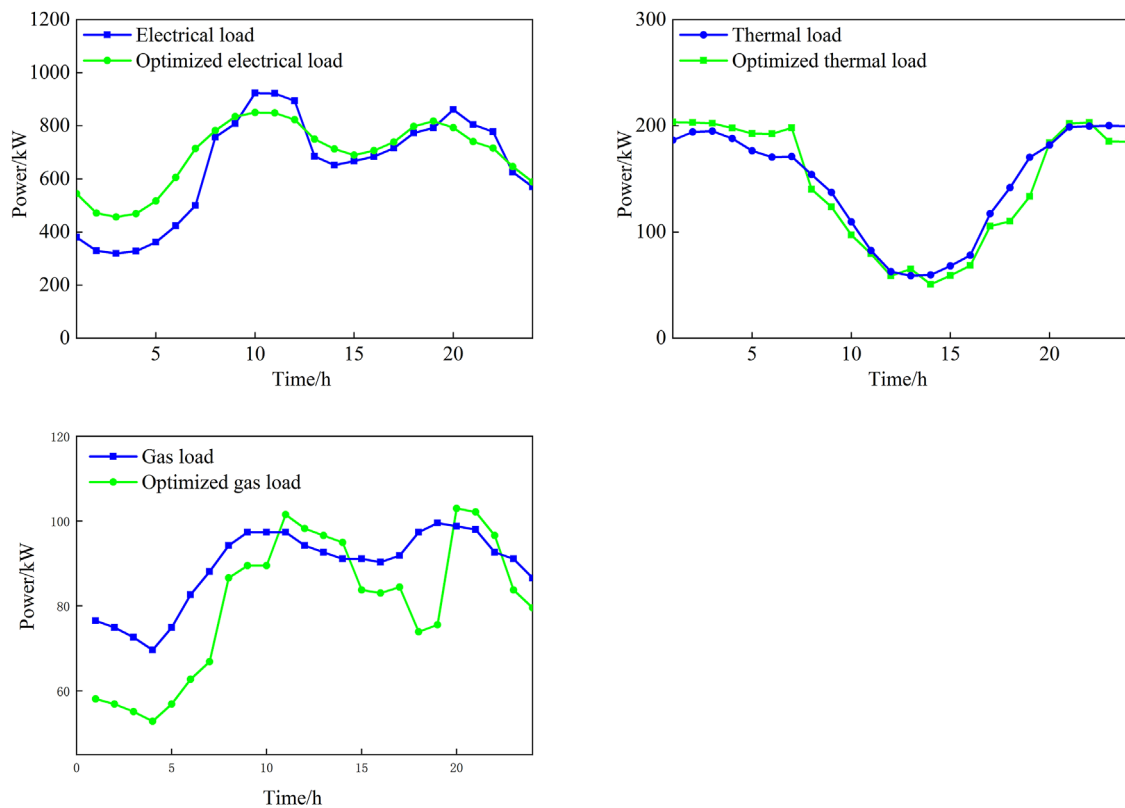 1200
1000
800
600
400
200
0
Power/kW
Electrical load
Optimized electrical load
5
10
15
20
Time/h
300
200
100
0
Power/kW
Thermal load
Optimized thermal load
5
10
15
20
Time/h
120
100
80
60
Power/kW
Gas load
Optimized gas load
0
5
10
15
20
Time/h